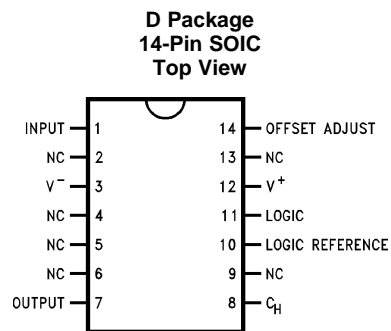 D Package
14-Pin SOIC
Top View
INPUT 1 14 OFFSET ADJUST
NC 2 13 NC
V⁻ 3 12 V⁺
NC 4 11 LOGIC
NC 5 10 LOGIC REFERENCE
NC 6 9 NC
OUTPUT 7 8 C_H